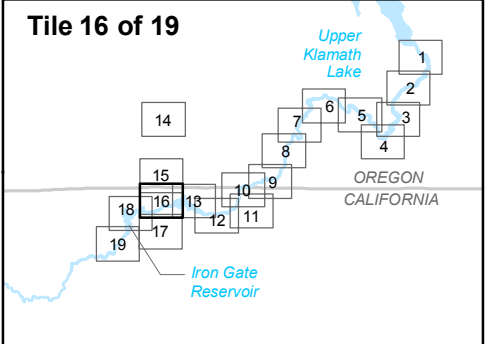 Tile 16 of 19
Upper
Klamath
Lake
1
2
3
4
5
6
7
8
14
15
9
10
11
12
13
16
18
17
19
OREGON
CALIFORNIA
Iron Gate
Reservoir